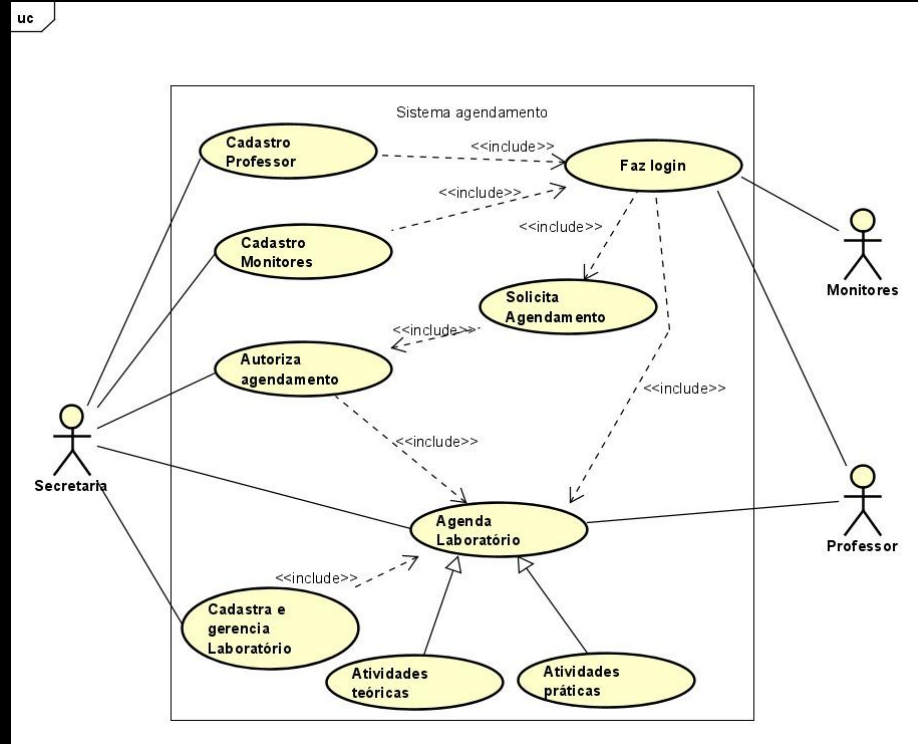 uc
Sistema agendamento
Cadastro
Professor
<<include>>
Faz login
<<include>>
Cadastro
Monitores
<<include>>
Monitores
Solicita
Agendamento
<<include>>
Autoriza
agendamento
<<include>>
<<include>>
Secretaria
Agenda
Laboratório
Professor
<<include>>
Cadastra e
gerencia
Laboratório
Atividades
teóricas
Atividades
práticas